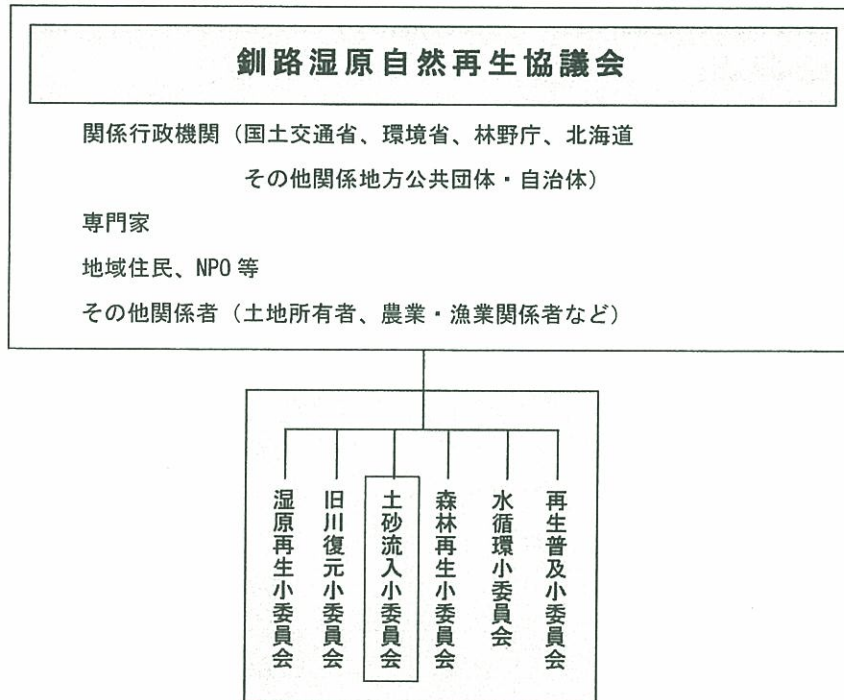 釧路湿原自然再生協議会
関係行政機関（国土交通省、環境省、林野庁、北海道
その他関係地方公共団体・自治体）
専門家
地域住民、NPO 等
その他関係者（土地所有者、農業・漁業関係者など）
湿原再生小委員会
旧川復元小委員会
土砂流入小委員会
森林再生小委員会
水循環小委員会
再生普及小委員会